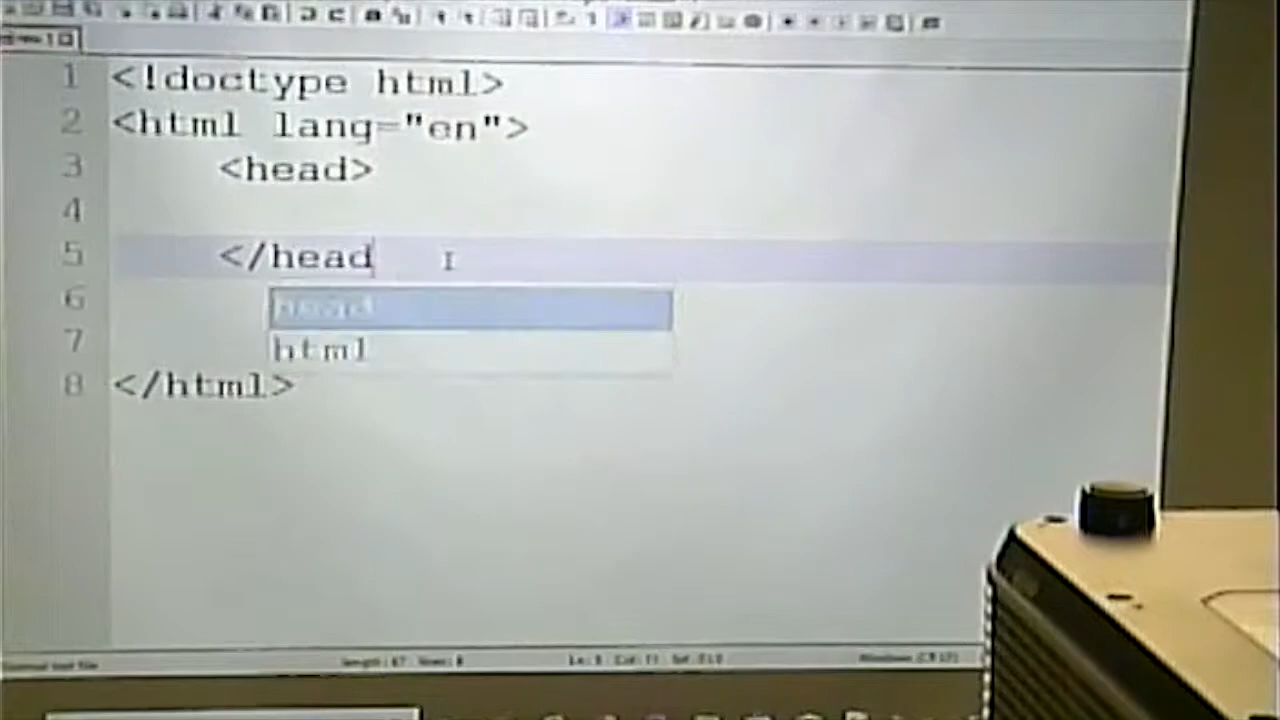 1 <!doctype html>
2 <html lang="en">
3 <head>
4
5 </head
6 head
7 html
8 </html>